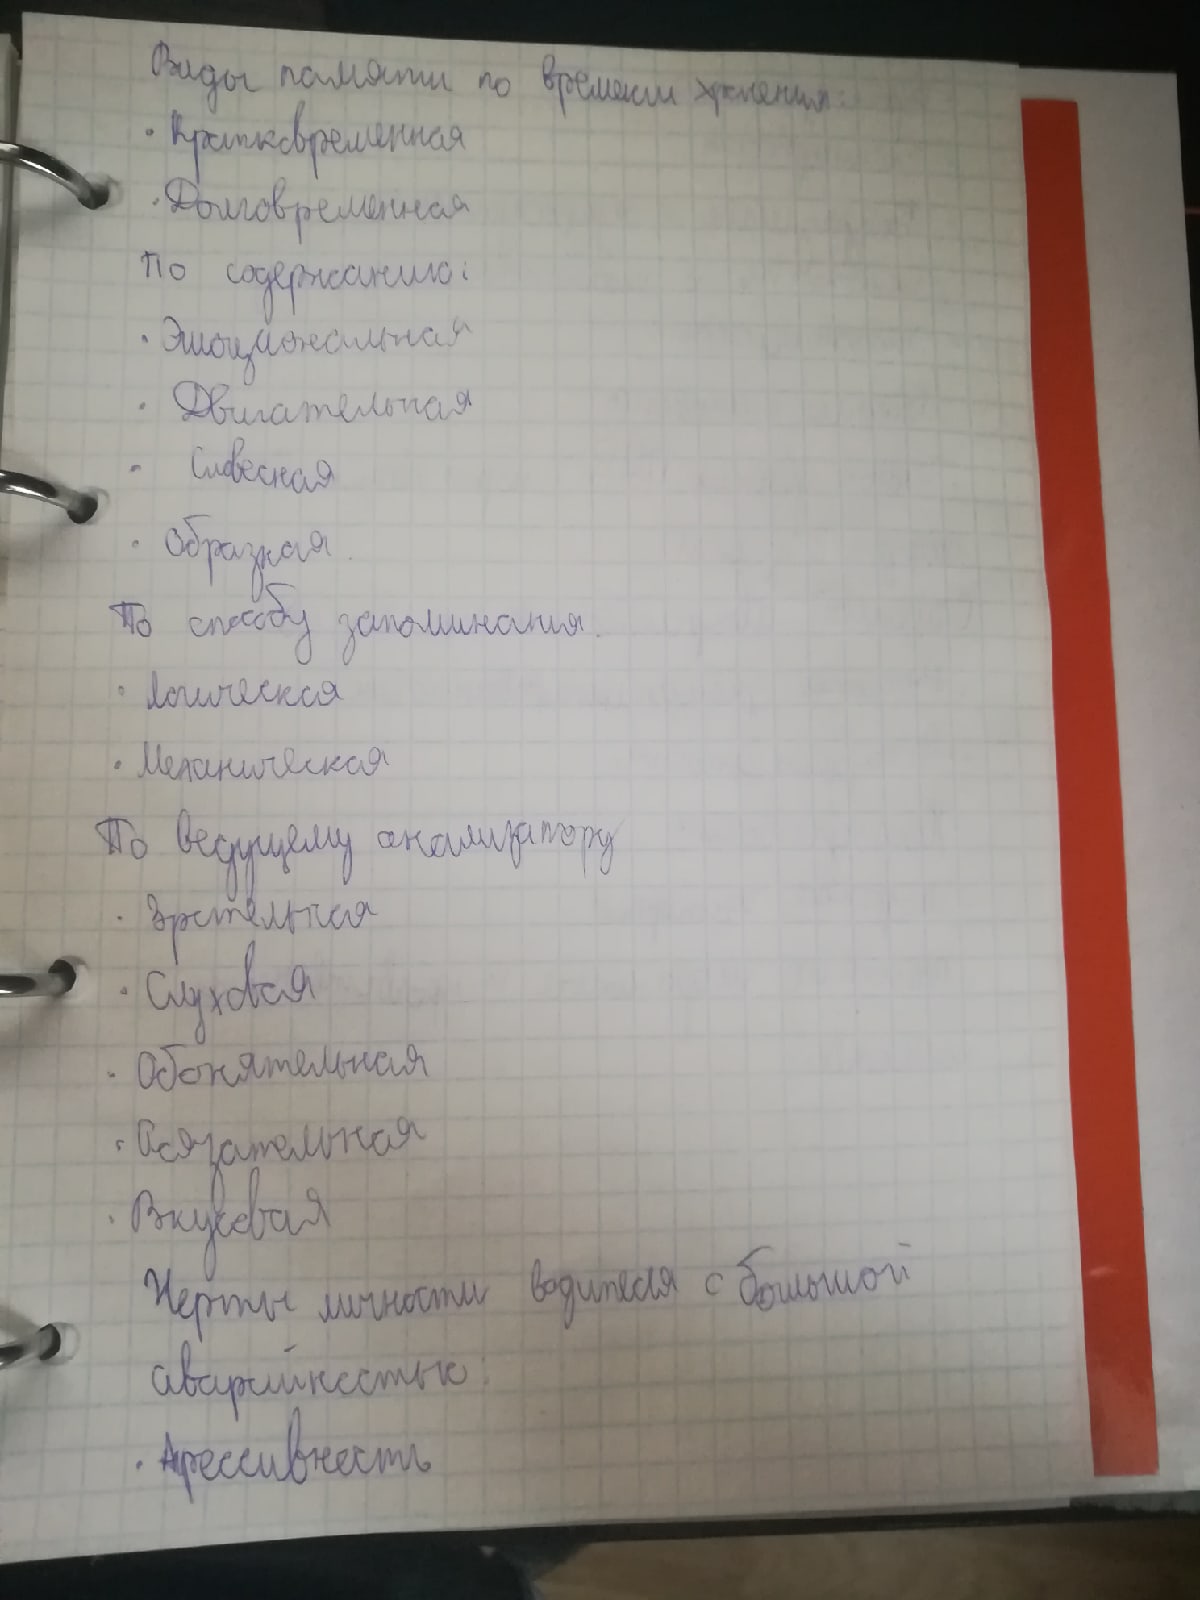 Виды памяти по времени хранения:
• Кратковременная
• Долговременная
По содержанию:
• Эмоциональная
• Двигательная
• Словесная
• Образная.
По способу запоминания.
• Логическая
• Механическая
По ведущему анализатору
• Зрительная
• Слуховая
• Обонятельная
• Осязательная
• Вкусовая
Черты личности водителя с большой
аварийностью:
• Агрессивность